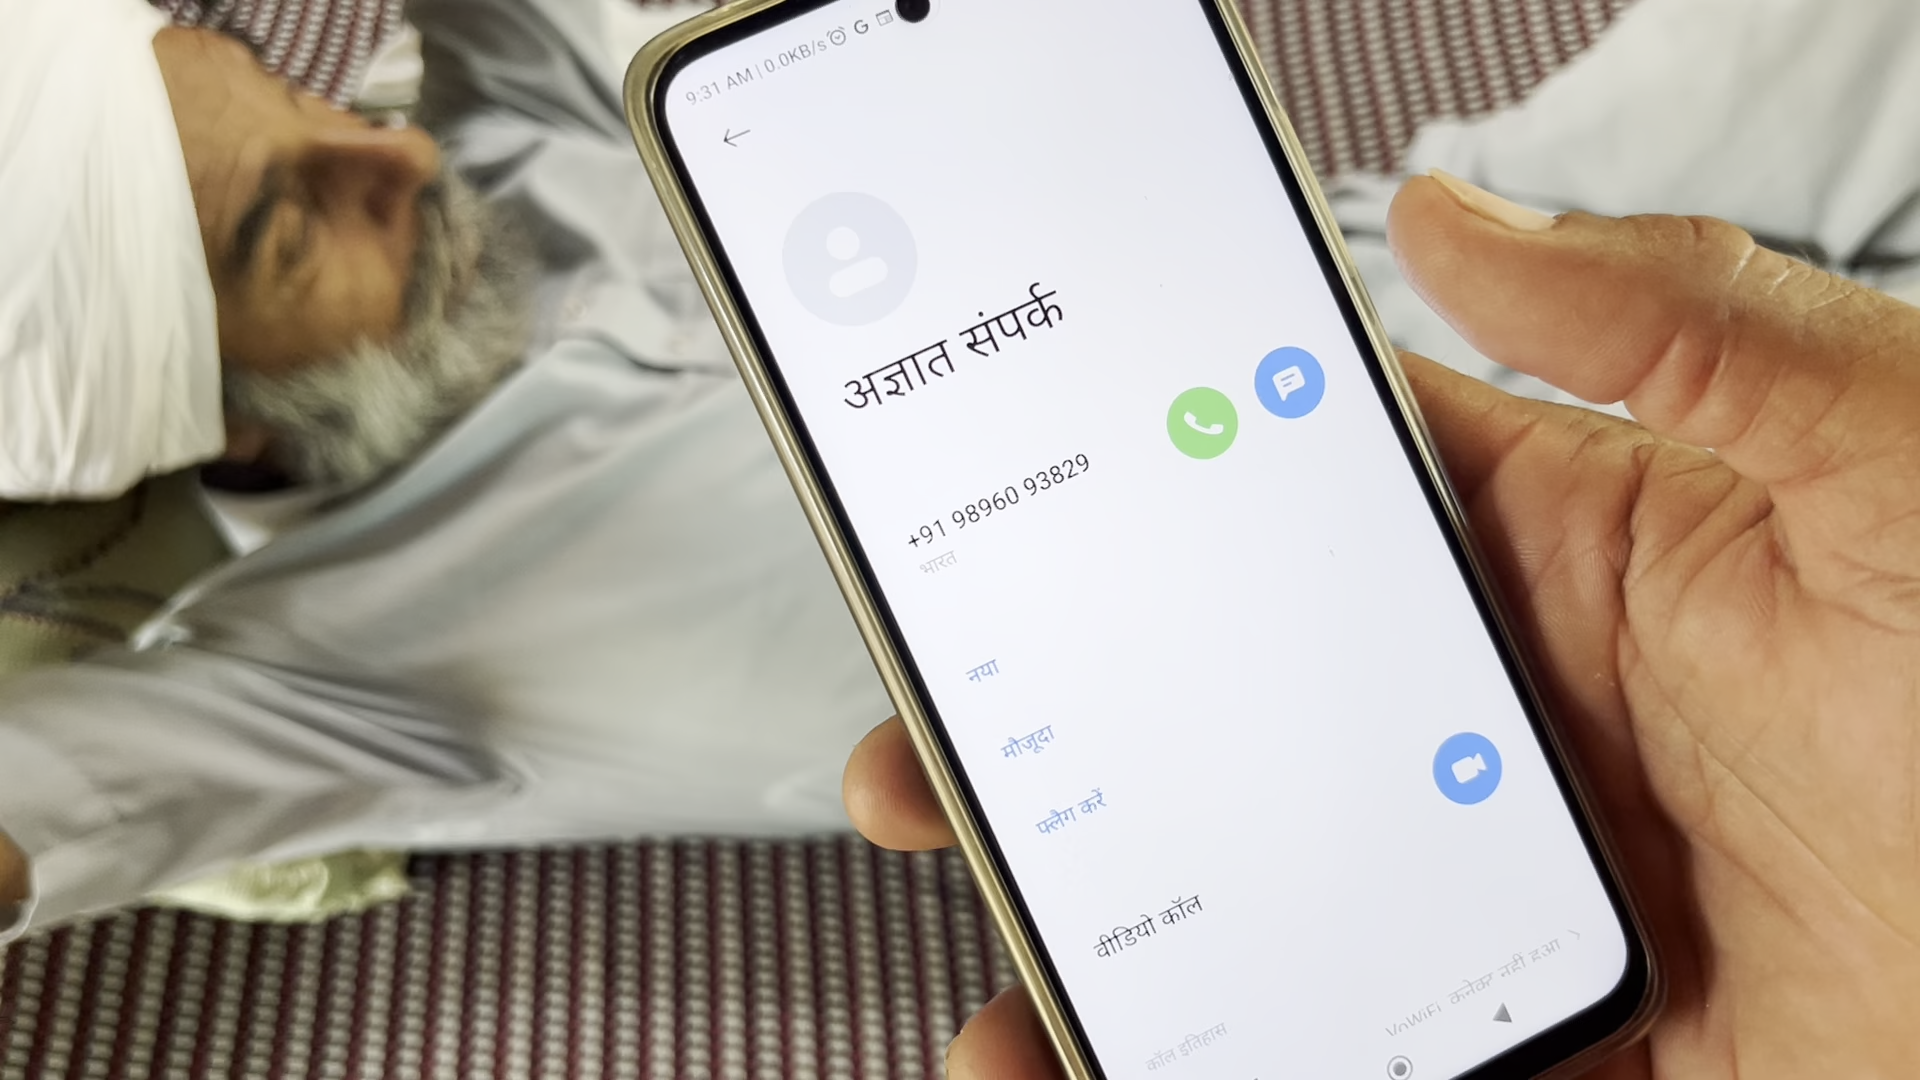 9:31 AM | 0.0KB/s
अज्ञात संपर्क
+91 98960 93829
भारत
नया
मौजूदा
फ्लैग करें
वीडियो कॉल
VoWiFi कनेक्ट नहीं हुआ
कॉल इतिहास